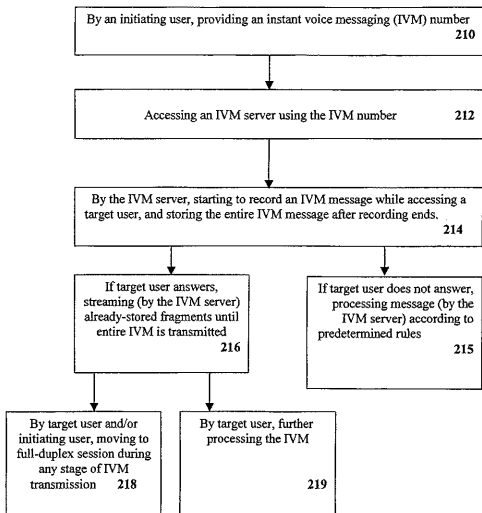 By an initiating user, providing an instant voice messaging (IVM) number
210
Accessing an IVM server using the IVM number
212
By the IVM server, starting to record an IVM message while accessing a
target user, and storing the entire IVM message after recording ends.
214
If target user answers,
streaming (by the IVM server)
already-stored fragments until
entire IVM is transmitted
216
If target user does not answer,
processing message (by the
IVM server) according to
predetermined rules
215
By target user and/or
initiating user, moving to
full-duplex session during
any stage of IVM
transmission 218
By target user, further
processing the IVM
219